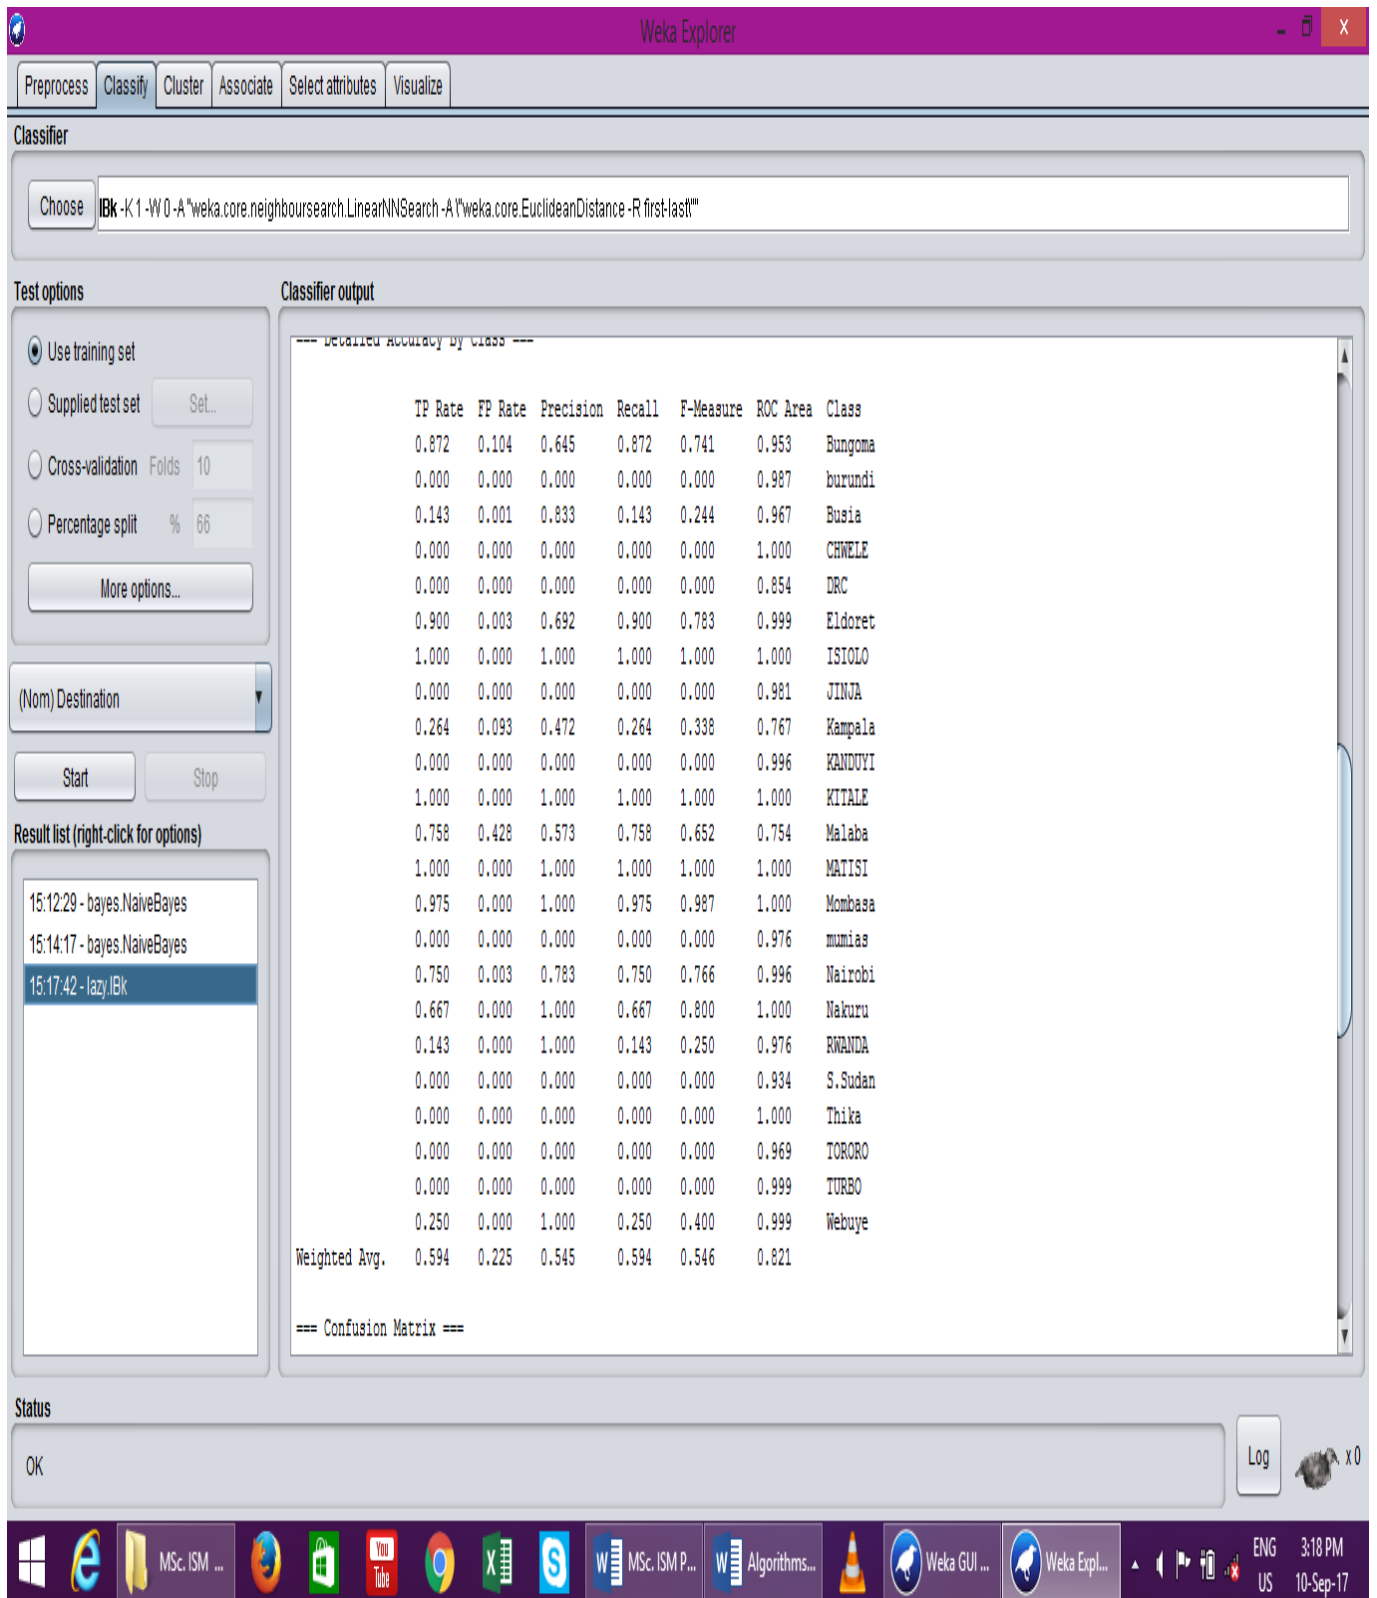 Weka Explorer
Preprocess Classify Cluster Associate Select attributes Visualize
Classifier
Choose IBk -K 1 -W 0 -A "weka.core.neighboursearch.LinearNNSearch -A \"weka.core.EuclideanDistance -R first-last\""
Test options
Use training set
Supplied test set Set...
Cross-validation Folds 10
Percentage split % 66
More options...
(Nom) Destination
Start Stop
Result list (right-click for options)
15:12:29 - bayes.NaiveBayes
15:14:17 - bayes.NaiveBayes
15:17:42 - lazy.IBk
Classifier output
=== Detailed Accuracy By Class ===
TP Rate FP Rate Precision Recall F-Measure ROC Area Class
0.872 0.104 0.645 0.872 0.741 0.953 Bungoma
0.000 0.000 0.000 0.000 0.000 0.987 burundi
0.143 0.001 0.833 0.143 0.244 0.967 Busia
0.000 0.000 0.000 0.000 0.000 1.000 CHWELE
0.000 0.000 0.000 0.000 0.000 0.854 DRC
0.900 0.003 0.692 0.900 0.783 0.999 Eldoret
1.000 0.000 1.000 1.000 1.000 1.000 ISIOLO
0.000 0.000 0.000 0.000 0.000 0.981 JINJA
0.264 0.093 0.472 0.264 0.338 0.767 Kampala
0.000 0.000 0.000 0.000 0.000 0.996 KANDUYI
1.000 0.000 1.000 1.000 1.000 1.000 KITALE
0.758 0.428 0.573 0.758 0.652 0.754 Malaba
1.000 0.000 1.000 1.000 1.000 1.000 MATISI
0.975 0.000 1.000 0.975 0.987 1.000 Mombasa
0.000 0.000 0.000 0.000 0.000 0.976 mumias
0.750 0.003 0.783 0.750 0.766 0.996 Nairobi
0.667 0.000 1.000 0.667 0.800 1.000 Nakuru
0.143 0.000 1.000 0.143 0.250 0.976 RWANDA
0.000 0.000 0.000 0.000 0.000 0.934 S.Sudan
0.000 0.000 0.000 0.000 0.000 1.000 Thika
0.000 0.000 0.000 0.000 0.000 0.969 TORORO
0.000 0.000 0.000 0.000 0.000 0.999 TURBO
0.250 0.000 1.000 0.250 0.400 0.999 Webuye
Weighted Avg. 0.594 0.225 0.545 0.594 0.546 0.821
=== Confusion Matrix ===
Status
OK
Log x 0
MSc. ISM ... You Tube MSc. ISM P... Algorithms... Weka GUI ... Weka Expl... ENG 3:18 PM
US 10-Sep-17